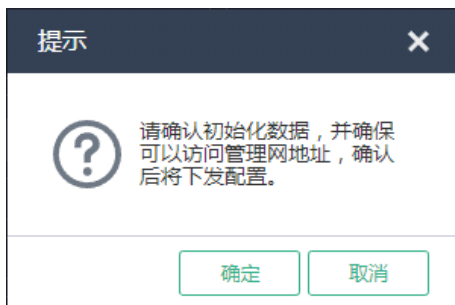 提示
请确认初始化数据，并确保
可以访问管理网地址，确认
后将下发配置。
确定
取消